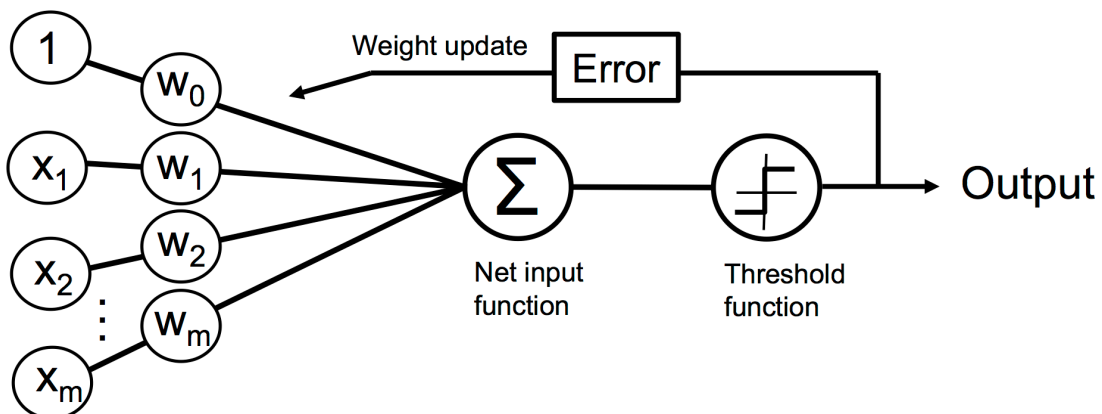 1
w₀
Weight update
Error
x₁
w₁
Σ
Output
x₂
w₂
Net input
function
Threshold
function
⋮
wₘ
xₘ